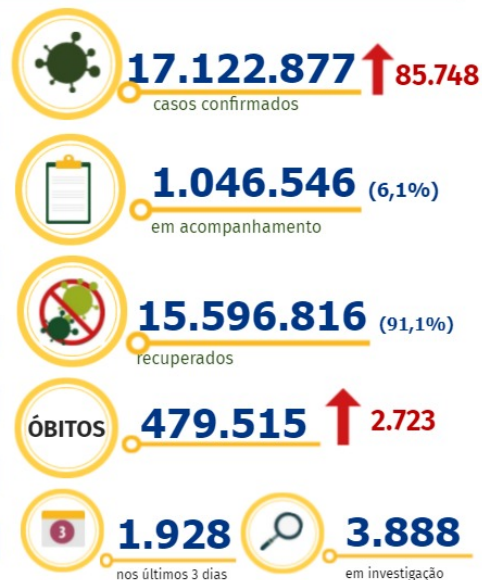 17.122.877 85.748
casos confirmados
1.046.546 (6,1%)
em acompanhamento
15.596.816 (91,1%)
recuperados
ÓBITOS 479.515 2.723
3 1.928 3.888
nos últimos 3 dias em investigação